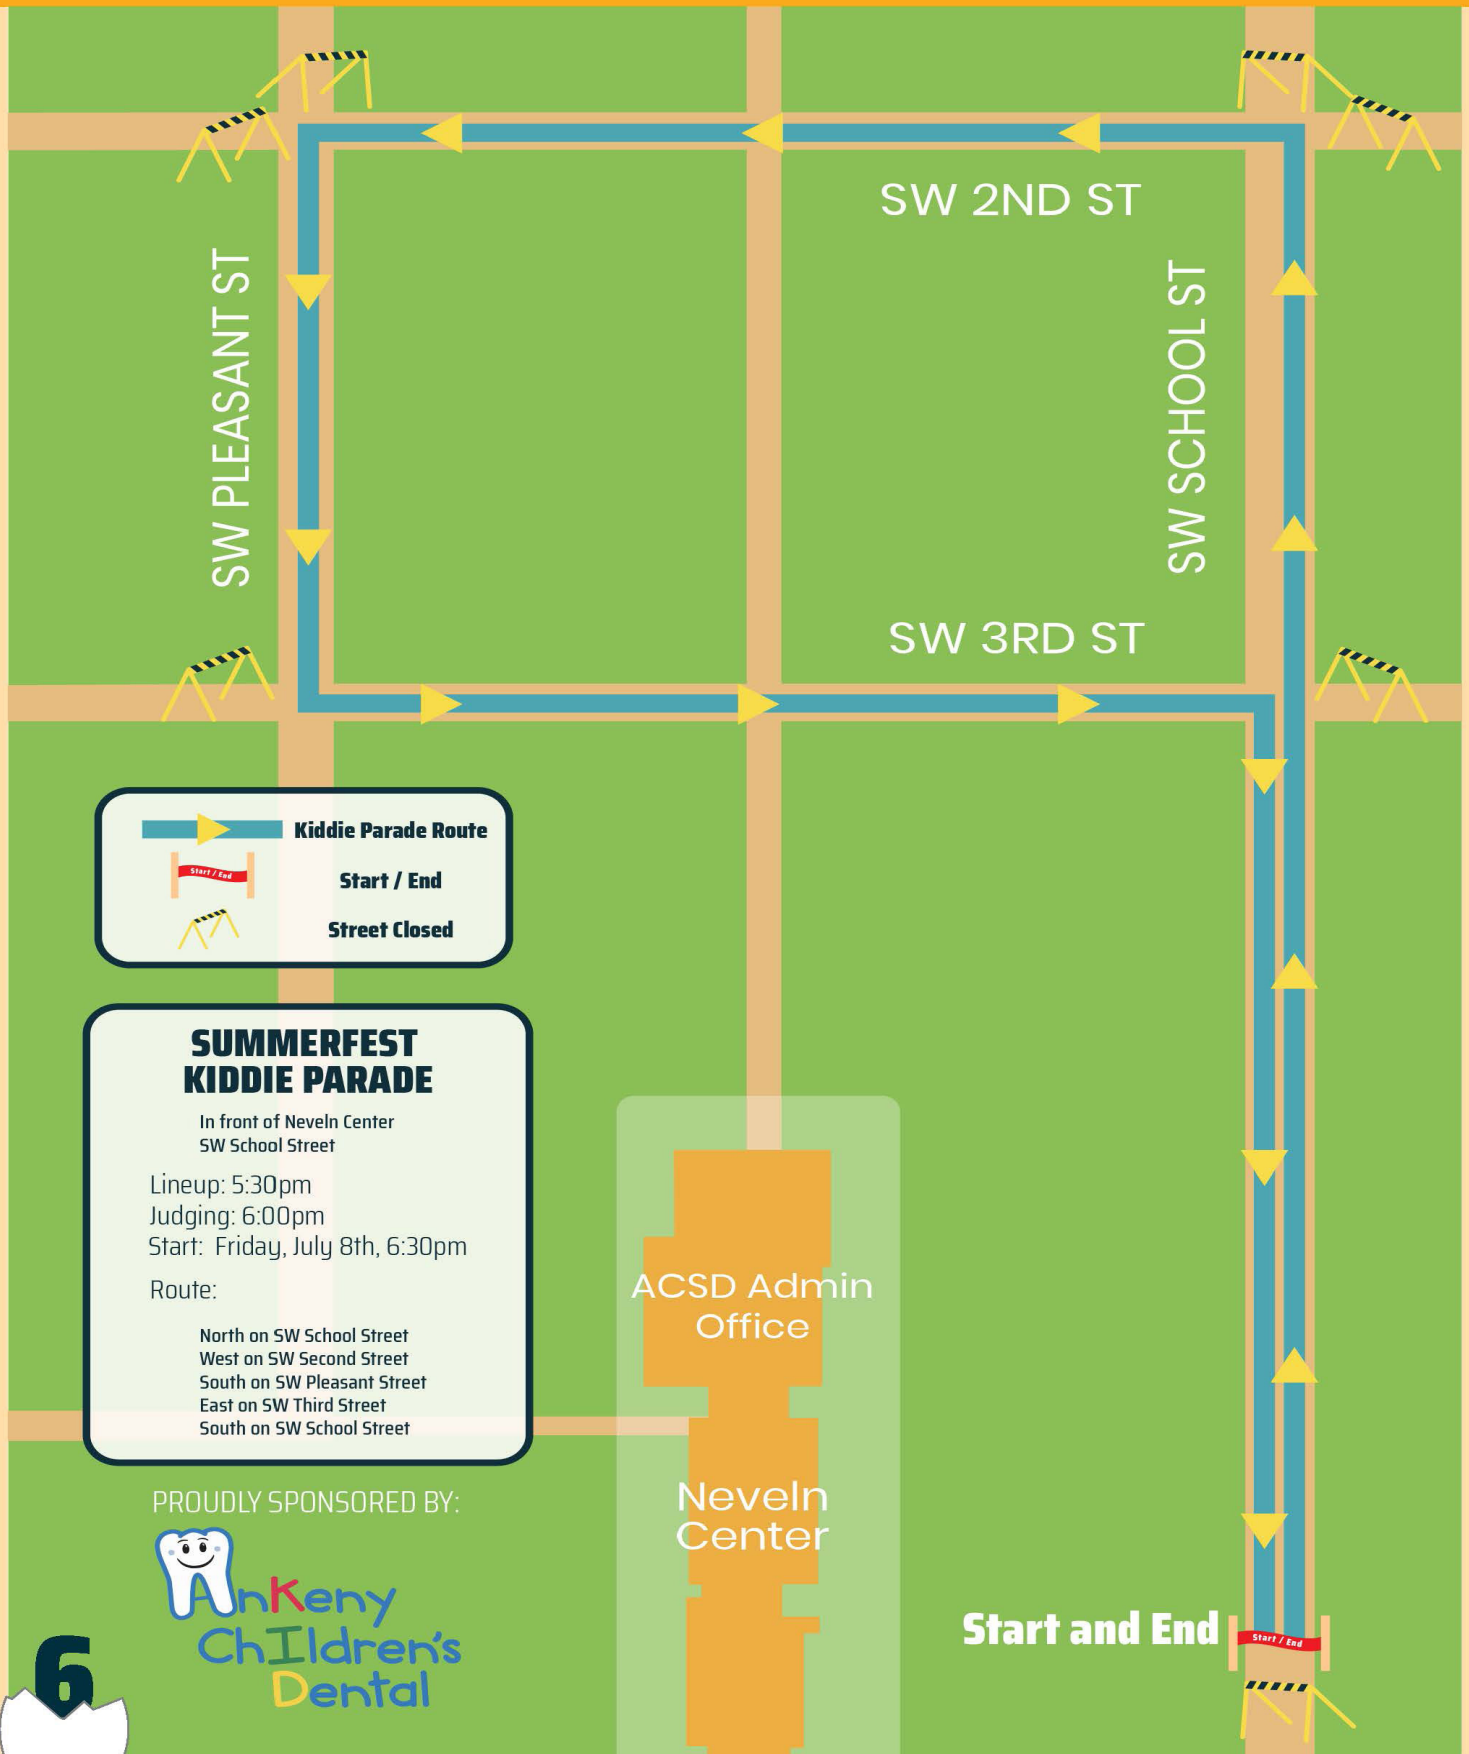 SW 2ND ST
SW PLEASANT ST
SW SCHOOL ST
SW 3RD ST
Kiddie Parade Route
Start / End
Start / End
Street Closed
SUMMERFEST
KIDDIE PARADE
In front of Neveln Center
SW School Street
Lineup: 5:30pm
Judging: 6:00pm
Start: Friday, July 8th, 6:30pm
Route:
North on SW School Street
West on SW Second Street
South on SW Pleasant Street
East on SW Third Street
South on SW School Street
ACSD Admin
Office
Neveln
Center
PROUDLY SPONSORED BY:
AnKeny
ChIldren's
Dental
Start and End
Start / End
6